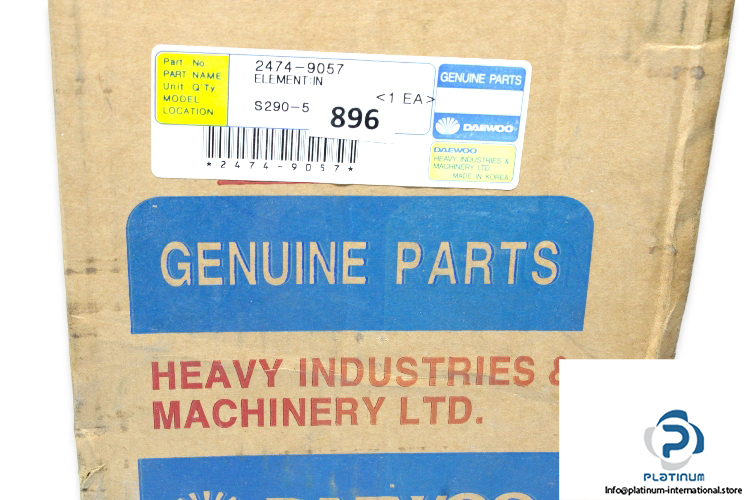 Part No 2474-9057
PART NAME ELEMENT:IN
Unit Q'Ty <1 EA>
MODEL S290-5
LOCATION
896
*2474-9057*
GENUINE PARTS
DAEWOO
DAEWOO
HEAVY INDUSTRIES &
MACHINERY LTD.
MADE IN KOREA
GENUINE PARTS
HEAVY INDUSTRIES &
MACHINERY LTD.
DAEWOO
PLATINUM
Info@platinum-international.store